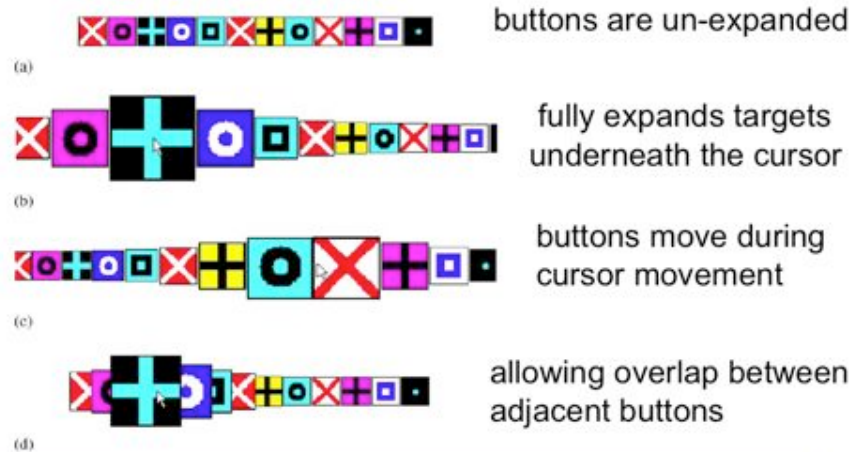 buttons are un-expanded
(a)
fully expands targets
underneath the cursor
(b)
buttons move during
cursor movement
(c)
allowing overlap between
adjacent buttons
(d)